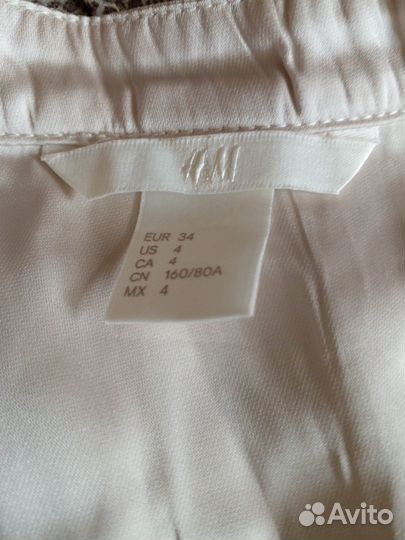 H&M
EUR 34
US 4
CA 4
CN 160/80A
MX 4
Avito